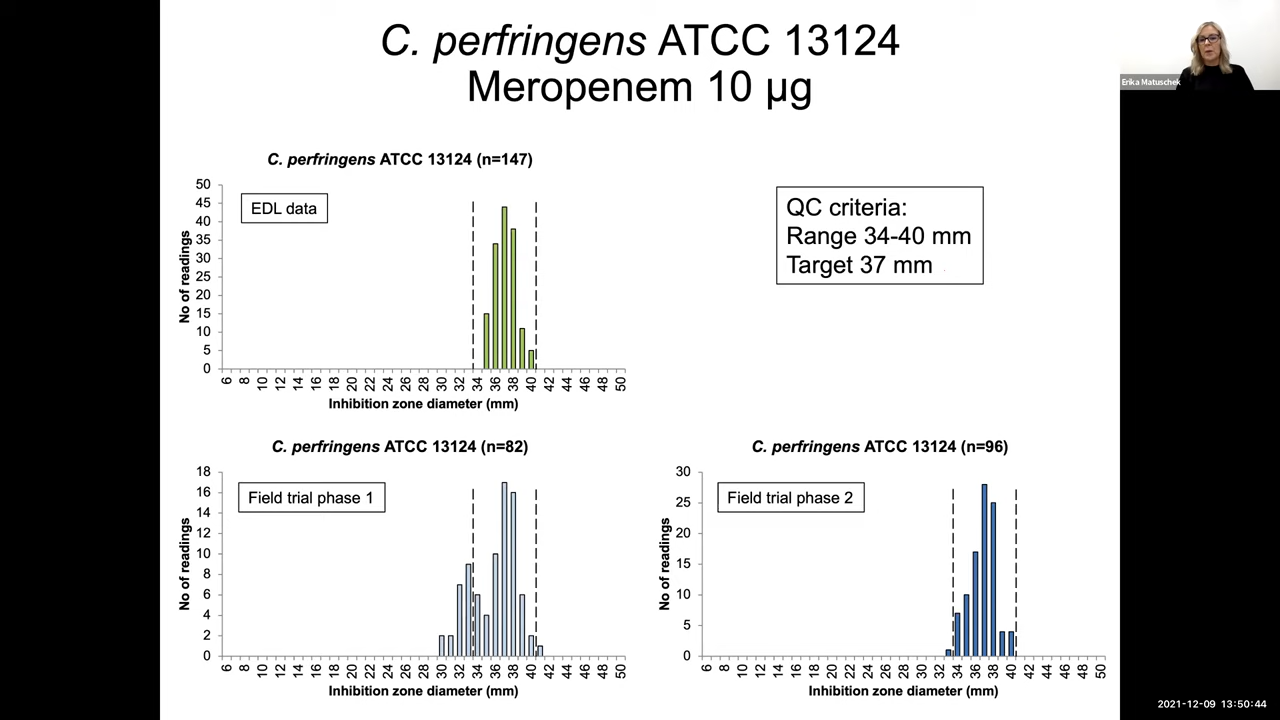 C. perfringens ATCC 13124
Meropenem 10 µg
Erika Matuschek
C. perfringens ATCC 13124 (n=147)
EDL data
No of readings
50
45
40
35
30
25
20
15
10
5
0
6 8 10 12 14 16 18 20 22 24 26 28 30 32 34 36 38 40 42 44 46 48 50
Inhibition zone diameter (mm)
QC criteria:
Range 34-40 mm
Target 37 mm
C. perfringens ATCC 13124 (n=82)
Field trial phase 1
No of readings
18
16
14
12
10
8
6
4
2
0
6 8 10 12 14 16 18 20 22 24 26 28 30 32 34 36 38 40 42 44 46 48 50
Inhibition zone diameter (mm)
C. perfringens ATCC 13124 (n=96)
Field trial phase 2
No of readings
30
25
20
15
10
5
0
6 8 10 12 14 16 18 20 22 24 26 28 30 32 34 36 38 40 42 44 46 48 50
Inhibition zone diameter (mm)
2021-12-09 13:50:44